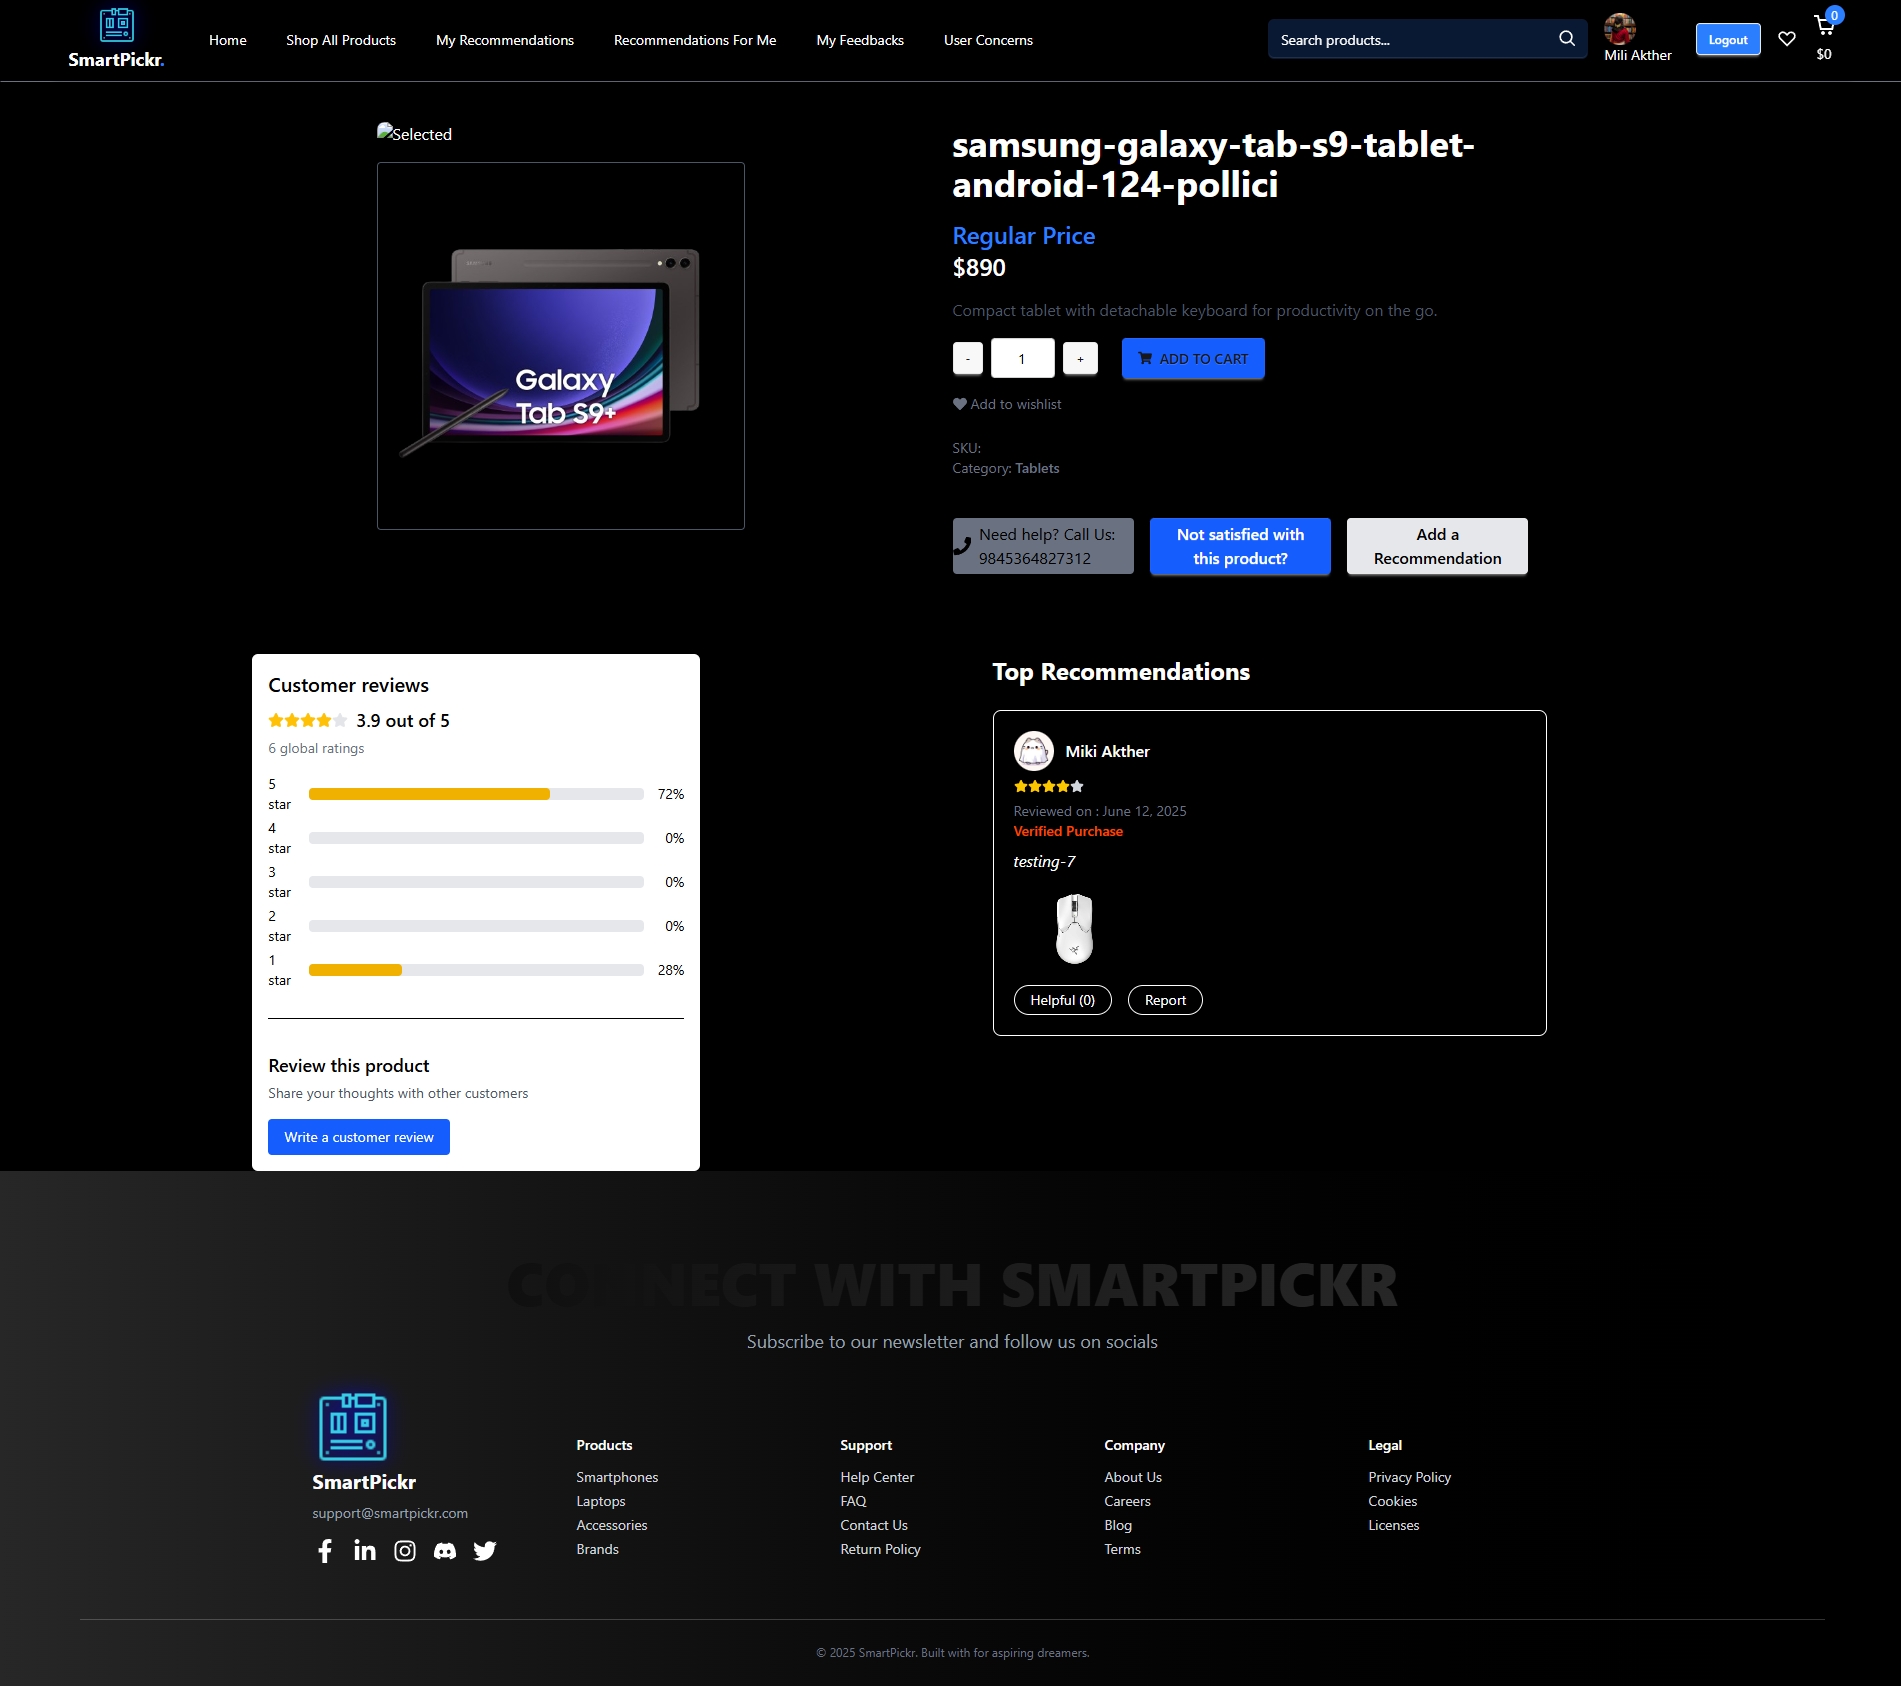 SmartPickr.
Home
Shop All Products
My Recommendations
Recommendations For Me
My Feedbacks
User Concerns
Search products...
Mili Akther
Logout
0
$0
Selected
SAMSUNG
Galaxy
Tab S9+
samsung-galaxy-tab-s9-tablet-
android-124-pollici
Regular Price
$890
Compact tablet with detachable keyboard for productivity on the go.
- 1 +
ADD TO CART
Add to wishlist
SKU:
Category: Tablets
Need help? Call Us:
9845364827312
Not satisfied with
this product?
Add a
Recommendation
Customer reviews
3.9 out of 5
6 global ratings
5
star
72%
4
star
0%
3
star
0%
2
star
0%
1
star
28%
Review this product
Share your thoughts with other customers
Write a customer review
Top Recommendations
Miki Akther
Reviewed on : June 12, 2025
Verified Purchase
testing-7
Helpful (0)
Report
CONNECT WITH SMARTPICKR
Subscribe to our newsletter and follow us on socials
SmartPickr
support@smartpickr.com
Products
Smartphones
Laptops
Accessories
Brands
Support
Help Center
FAQ
Contact Us
Return Policy
Company
About Us
Careers
Blog
Terms
Legal
Privacy Policy
Cookies
Licenses
© 2025 SmartPickr. Built with for aspiring dreamers.